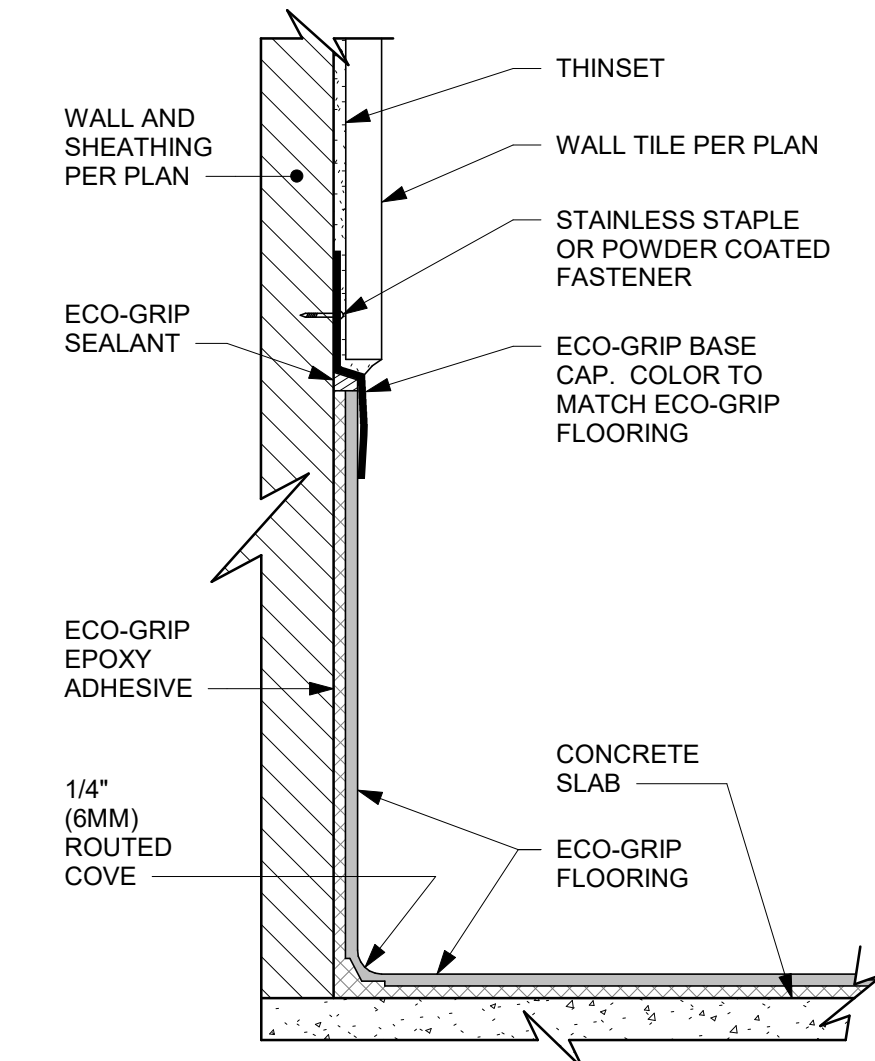 THINSET
WALL AND
SHEATHING
PER PLAN
WALL TILE PER PLAN
STAINLESS STAPLE
OR POWDER COATED
FASTENER
ECO-GRIP
SEALANT
ECO-GRIP BASE
CAP.  COLOR TO
MATCH ECO-GRIP
FLOORING
ECO-GRIP
EPOXY
ADHESIVE
CONCRETE
SLAB
1/4"
(6MM)
ROUTED
COVE
ECO-GRIP
FLOORING